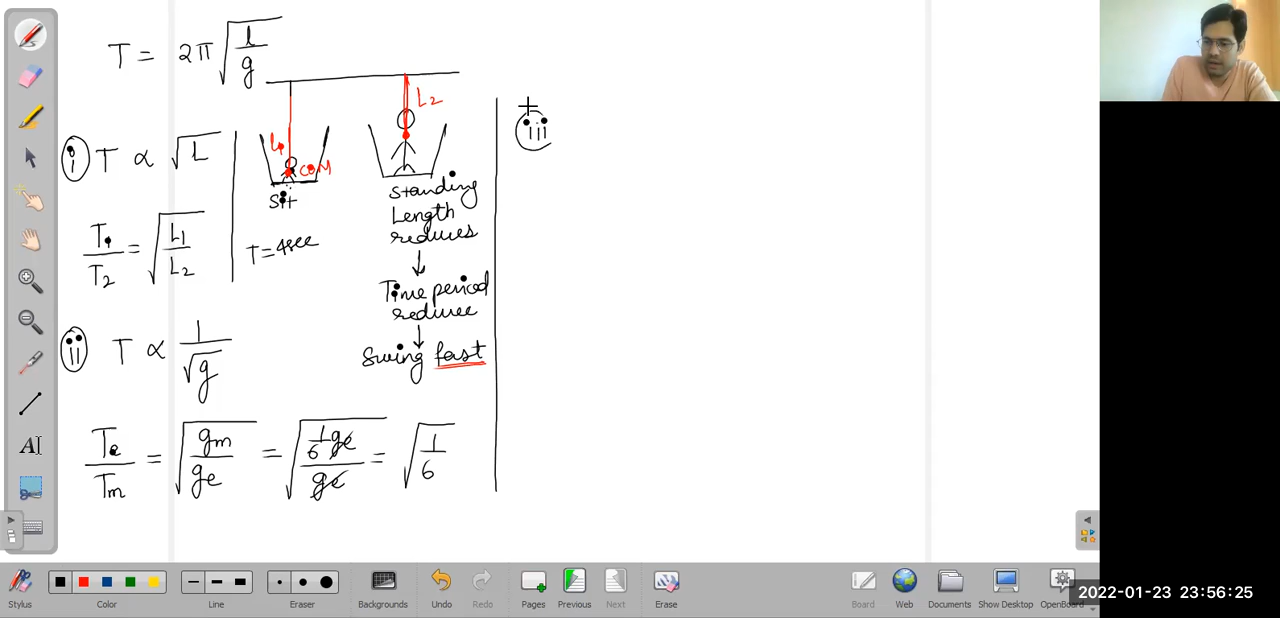 T = 2π√(l/g)
(i) T ∝ √L
T1/T2 = √(L1/L2)
L1
COM
Sit
T = 4sec
L2
Standing
Length
reduces
↓
Time period
reduce
↓
Swing fast
(ii) T ∝ 1/√g
Te/Tm = √(gm/ge) = √(1/6 ge/ge) = √(1/6)
(iii)
Stylus
Color
Line
Eraser
Backgrounds
Undo
Redo
Pages
Previous
Next
Erase
Board
Web
Documents
Show Desktop
OpenBoard
2022-01-23 23:56:25